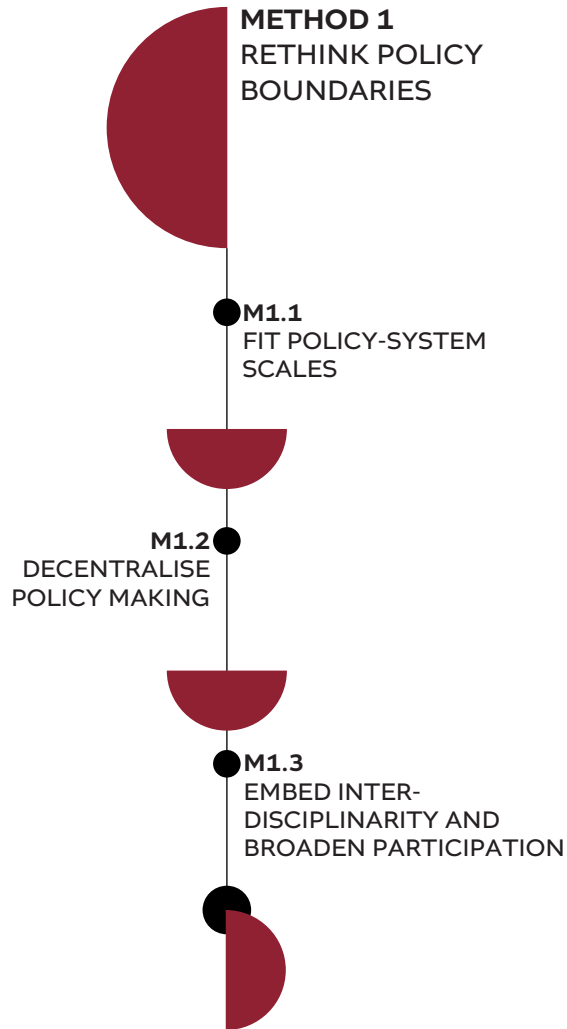 METHOD 1
RETHINK POLICY
BOUNDARIES
M1.1
FIT POLICY-SYSTEM
SCALES
M1.2
DECENTRALISE
POLICY MAKING
M1.3
EMBED INTER-
DISCIPLINARITY AND
BROADEN PARTICIPATION